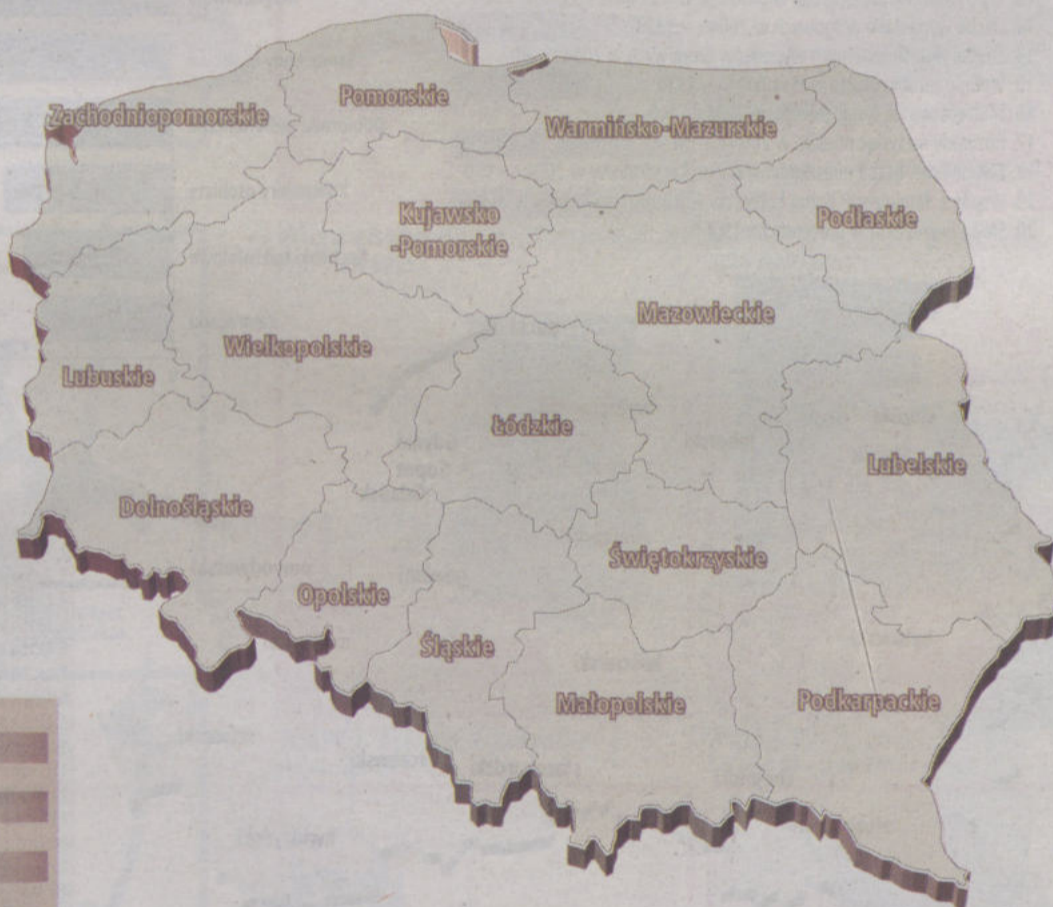 Pomorskie
Zachodniopomorskie
Warmińsko-Mazurskie
Kujawsko
-Pomorskie
Podlaskie
Mazowieckie
Wielkopolskie
Lubuskie
Łódzkie
Lubelskie
Dolnośląskie
Świętokrzyskie
Opolskie
Śląskie
Małopolskie
Podkarpackie